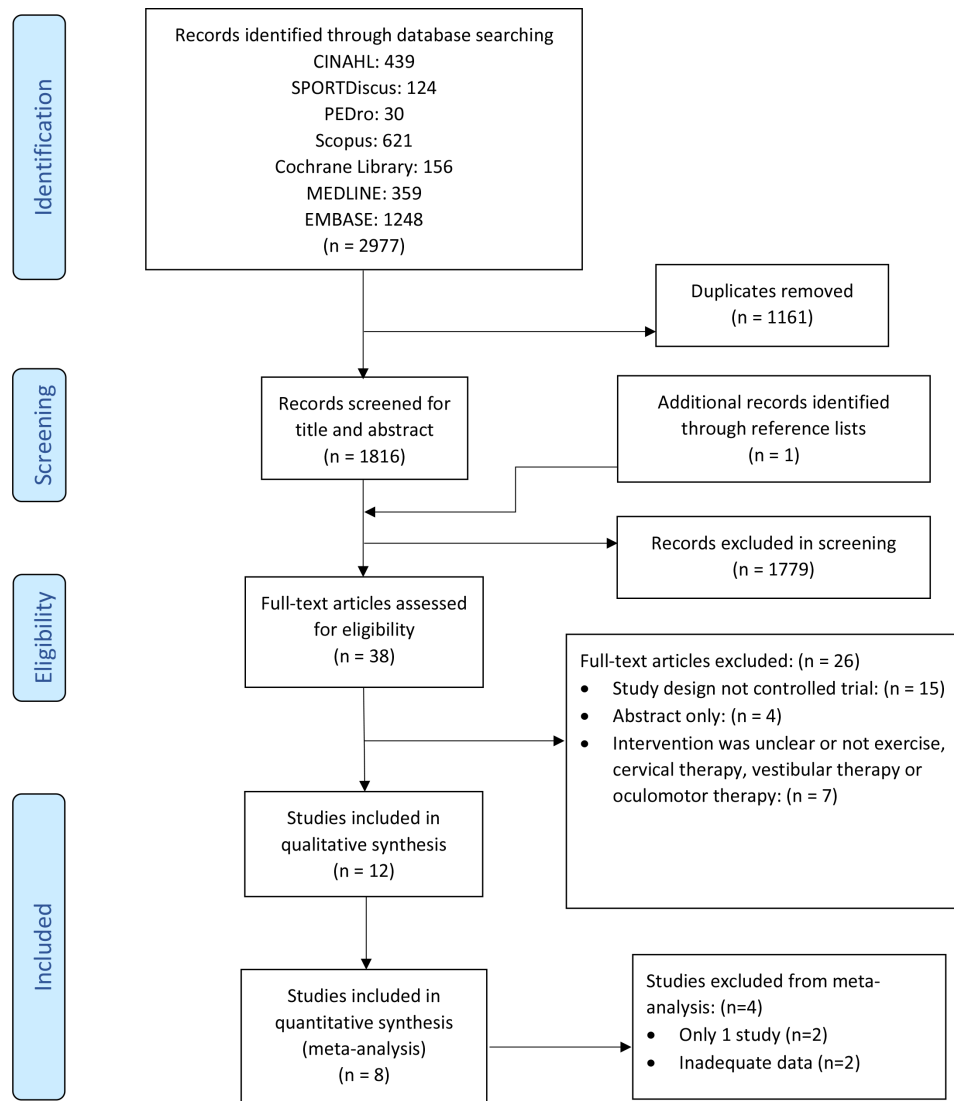 Identification
Records identified through database searching
CINAHL: 439
SPORTDiscus: 124
PEDro: 30
Scopus: 621
Cochrane Library: 156
MEDLINE: 359
EMBASE: 1248
(n = 2977)
Duplicates removed
(n = 1161)
Screening
Records screened for
title and abstract
(n = 1816)
Additional records identified
through reference lists
(n = 1)
Records excluded in screening
(n = 1779)
Eligibility
Full-text articles assessed
for eligibility
(n = 38)
Full-text articles excluded: (n = 26)
• Study design not controlled trial: (n = 15)
• Abstract only: (n = 4)
• Intervention was unclear or not exercise,
cervical therapy, vestibular therapy or
oculomotor therapy: (n = 7)
Included
Studies included in
qualitative synthesis
(n = 12)
Studies included in
quantitative synthesis
(meta-analysis)
(n = 8)
Studies excluded from meta-
analysis: (n=4)
• Only 1 study (n=2)
• Inadequate data (n=2)